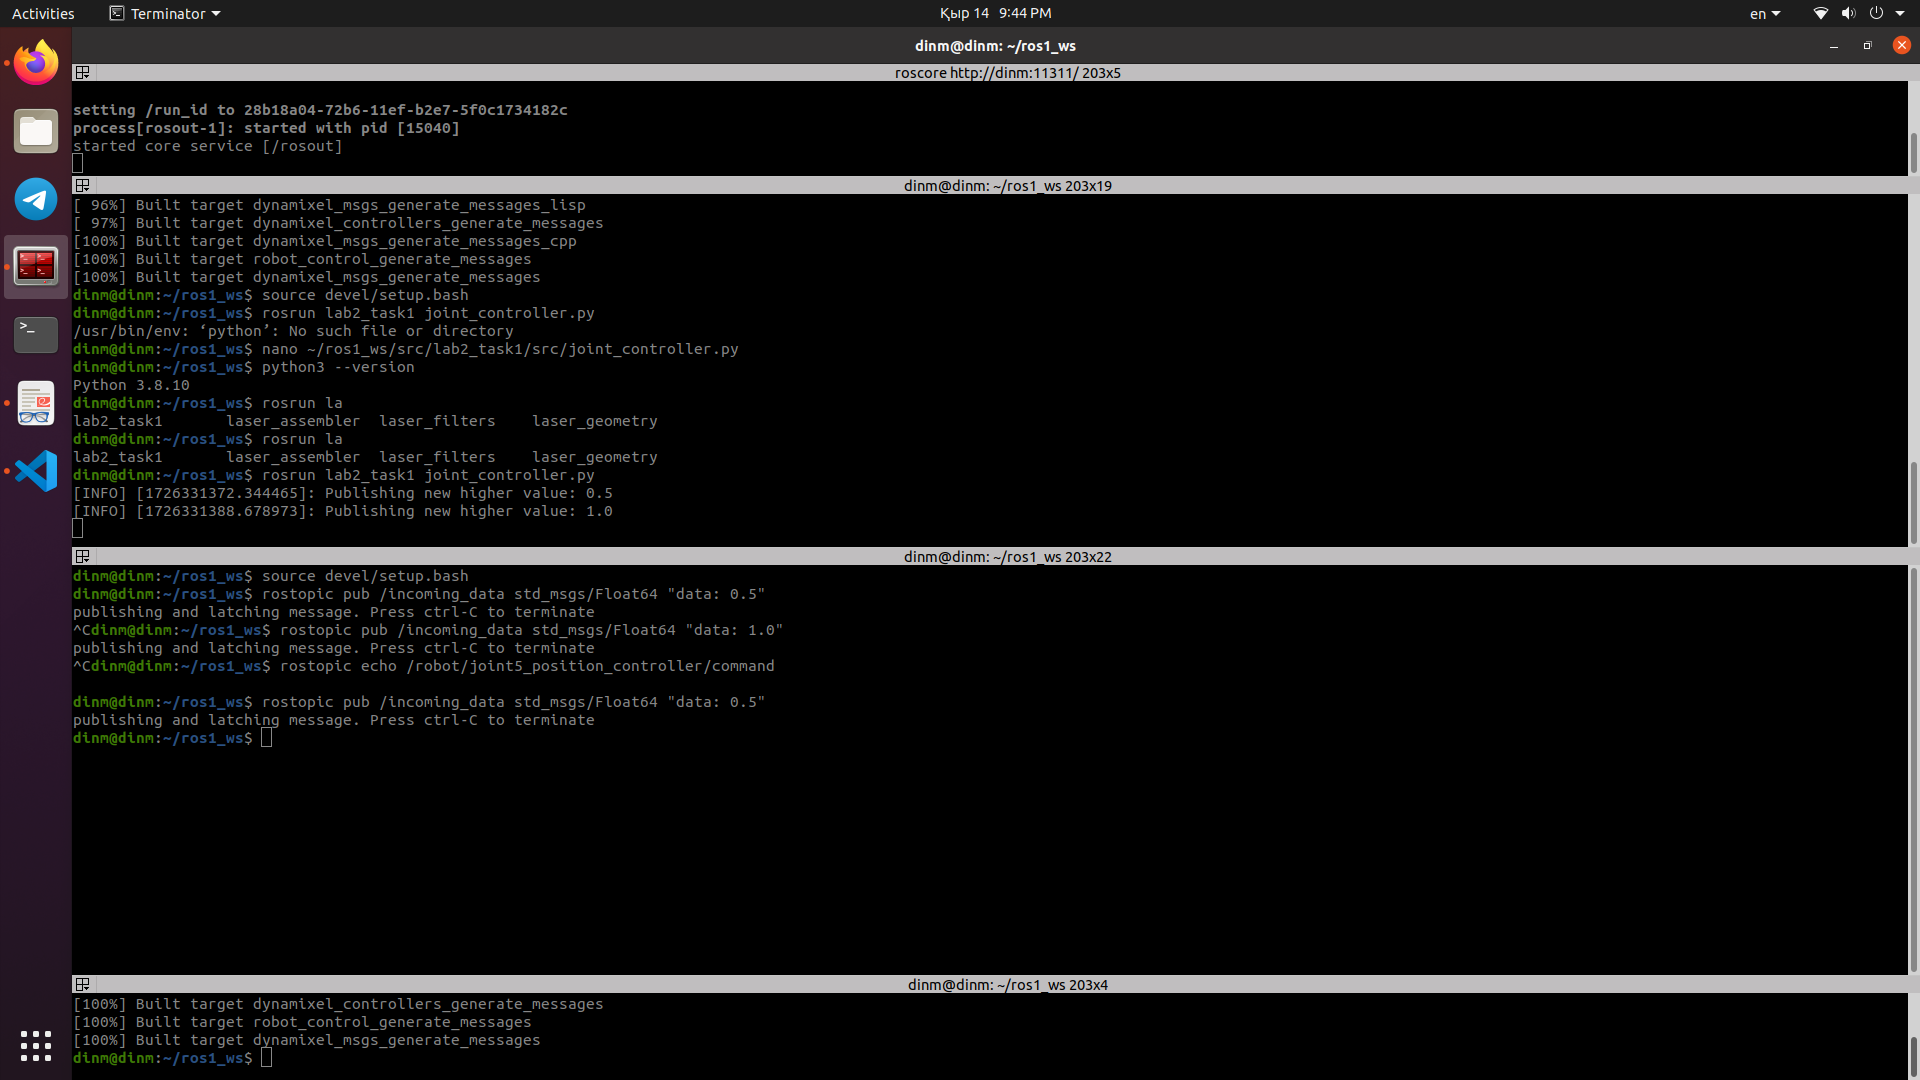 Activities
Terminator
Қыр 14 9:44 PM
en
dinm@dinm: ~/ros1_ws
roscore http://dinm:11311/ 203x5
setting /run_id to 28b18a04-72b6-11ef-b2e7-5f0c1734182c
process[rosout-1]: started with pid [15040]
started core service [/rosout]
dinm@dinm: ~/ros1_ws 203x19
[ 96%] Built target dynamixel_msgs_generate_messages_lisp
[ 97%] Built target dynamixel_controllers_generate_messages
[100%] Built target dynamixel_msgs_generate_messages_cpp
[100%] Built target robot_control_generate_messages
[100%] Built target dynamixel_msgs_generate_messages
dinm@dinm:~/ros1_ws$ source devel/setup.bash
dinm@dinm:~/ros1_ws$ rosrun lab2_task1 joint_controller.py
/usr/bin/env: ‘python’: No such file or directory
dinm@dinm:~/ros1_ws$ nano ~/ros1_ws/src/lab2_task1/src/joint_controller.py
dinm@dinm:~/ros1_ws$ python3 --version
Python 3.8.10
dinm@dinm:~/ros1_ws$ rosrun la
lab2_task1       laser_assembler  laser_filters    laser_geometry
dinm@dinm:~/ros1_ws$ rosrun la
lab2_task1       laser_assembler  laser_filters    laser_geometry
dinm@dinm:~/ros1_ws$ rosrun lab2_task1 joint_controller.py
[INFO] [1726331372.344465]: Publishing new higher value: 0.5
[INFO] [1726331388.678973]: Publishing new higher value: 1.0
dinm@dinm: ~/ros1_ws 203x22
dinm@dinm:~/ros1_ws$ source devel/setup.bash
dinm@dinm:~/ros1_ws$ rostopic pub /incoming_data std_msgs/Float64 "data: 0.5"
publishing and latching message. Press ctrl-C to terminate
^Cdinm@dinm:~/ros1_ws$ rostopic pub /incoming_data std_msgs/Float64 "data: 1.0"
publishing and latching message. Press ctrl-C to terminate
^Cdinm@dinm:~/ros1_ws$ rostopic echo /robot/joint5_position_controller/command
dinm@dinm:~/ros1_ws$ rostopic pub /incoming_data std_msgs/Float64 "data: 0.5"
publishing and latching message. Press ctrl-C to terminate
dinm@dinm:~/ros1_ws$
dinm@dinm: ~/ros1_ws 203x4
[100%] Built target dynamixel_controllers_generate_messages
[100%] Built target robot_control_generate_messages
[100%] Built target dynamixel_msgs_generate_messages
dinm@dinm:~/ros1_ws$